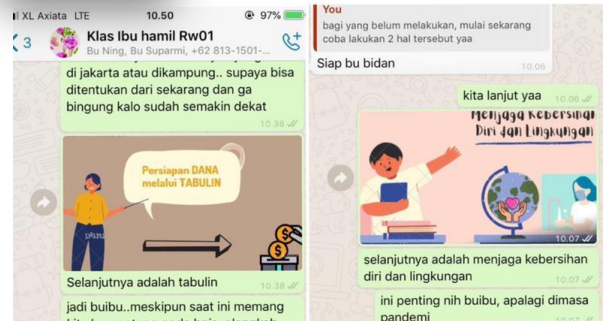 XL Axiata LTE 10.50 97%
3 Klas Ibu hamil Rw01
Bu Ning, Bu Suparmi, +62 813-1501-...
di jakarta atau dikampung.. supaya bisa
ditentukan dari sekarang dan ga
bingung kalo sudah semakin dekat
10.36
Persiapan DANA
melalui TABULIN
Selanjutnya adalah tabulin
10.38
jadi buibu..meskipun saat ini memang
You
bagi yang belum melakukan, mulai sekarang
coba lakukan 2 hal tersebut yaa
Siap bu bidan
10.06
kita lanjut yaa 10.06
Menjaga Kebersihan
Diri dan Lingkungan
10.07
selanjutnya adalah menjaga kebersihan
diri dan lingkungan
10.07
ini penting nih buibu, apalagi dimasa
pandemi